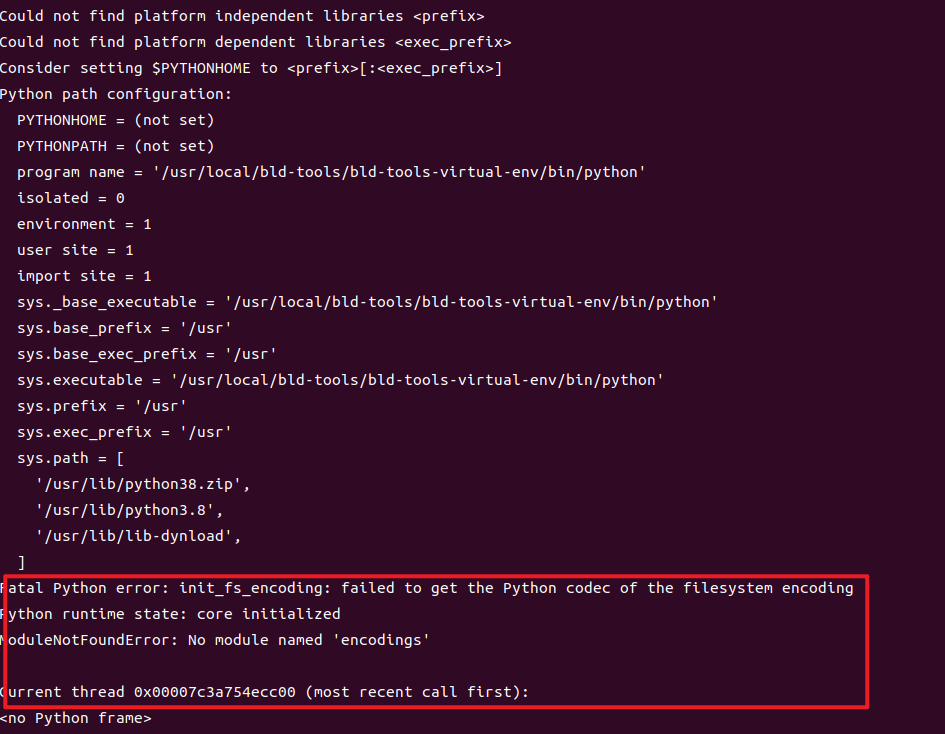 Could not find platform independent libraries <prefix>
Could not find platform dependent libraries <exec_prefix>
Consider setting $PYTHONHOME to <prefix>[:<exec_prefix>]
Python path configuration:
  PYTHONHOME = (not set)
  PYTHONPATH = (not set)
  program name = '/usr/local/bld-tools/bld-tools-virtual-env/bin/python'
  isolated = 0
  environment = 1
  user site = 1
  import site = 1
  sys._base_executable = '/usr/local/bld-tools/bld-tools-virtual-env/bin/python'
  sys.base_prefix = '/usr'
  sys.base_exec_prefix = '/usr'
  sys.executable = '/usr/local/bld-tools/bld-tools-virtual-env/bin/python'
  sys.prefix = '/usr'
  sys.exec_prefix = '/usr'
  sys.path = [
    '/usr/lib/python38.zip',
    '/usr/lib/python3.8',
    '/usr/lib/lib-dynload',
  ]
Fatal Python error: init_fs_encoding: failed to get the Python codec of the filesystem encoding
Python runtime state: core initialized
ModuleNotFoundError: No module named 'encodings'

Current thread 0x00007c3a754ecc00 (most recent call first):
<no Python frame>